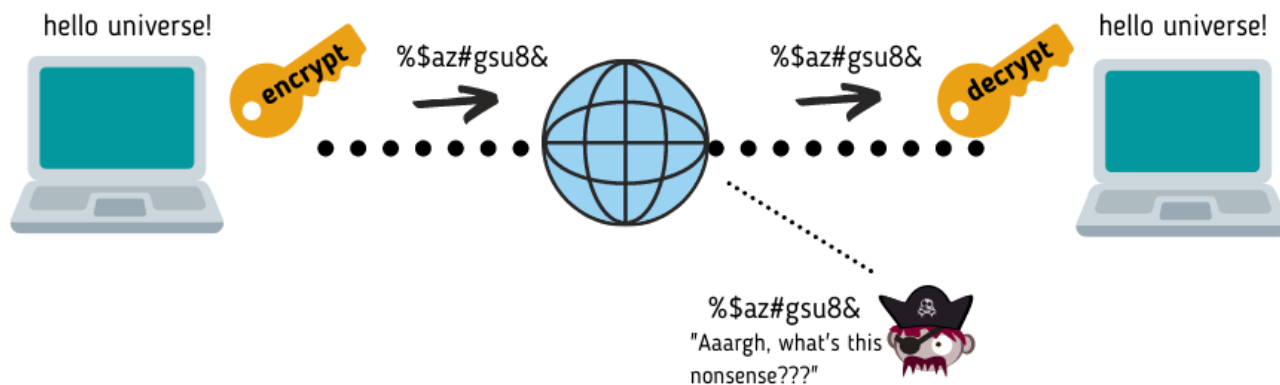 hello universe!
encrypt
%$az#gsu8&
%$az#gsu8&
decrypt
hello universe!
%$az#gsu8&
"Aaargh, what's this
nonsense???"